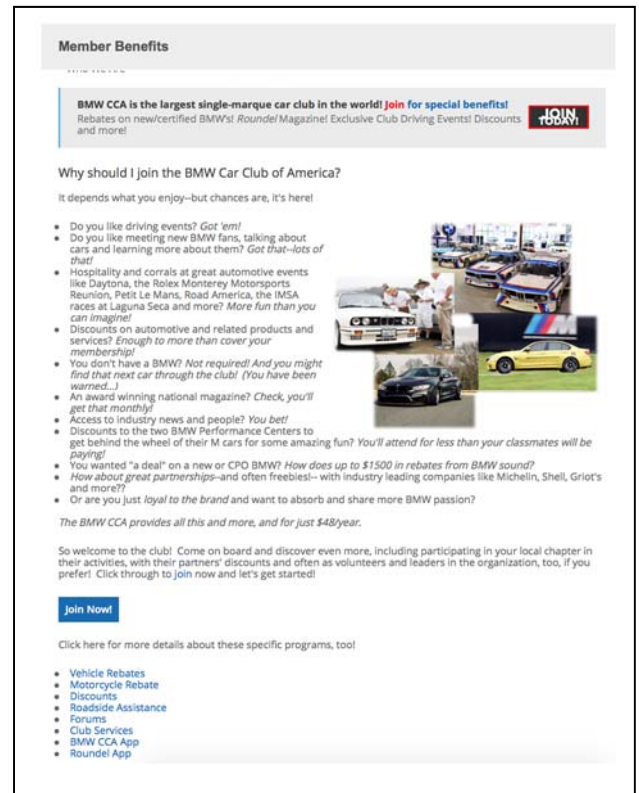 Member Benefits
BMW CCA is the largest single-marque car club in the world! Join for special benefits!
Rebates on new/certified BMW's! Roundel Magazine! Exclusive Club Driving Events! Discounts
and more!
JOIN
TODAY!
Why should I join the BMW Car Club of America?
It depends what you enjoy--but chances are, it's here!
Do you like driving events? Got 'em!
Do you like meeting new BMW fans, talking about
cars and learning more about them? Got that--lots of
that!
Hospitality and corrals at great automotive events
like Daytona, the Rolex Monterey Motorsports
Reunion, Petit Le Mans, Road America, the IMSA
races at Laguna Seca and more? More fun than you
can imagine!
Discounts on automotive and related products and
services? Enough to more than cover your
membership!
You don't have a BMW? Not required! And you might
find that next car through the club! (You have been
warned...)
An award winning national magazine? Check, you'll
get that monthly!
Access to industry news and people? You bet!
Discounts to the two BMW Performance Centers to
get behind the wheel of their M cars for some amazing fun? You'll attend for less than your classmates will be
paying!
You wanted "a deal" on a new or CPO BMW? How does up to $1500 in rebates from BMW sound?
How about great partnerships--and often freebies!-- with industry leading companies like Michelin, Shell, Griot's
and more??
Or are you just loyal to the brand and want to absorb and share more BMW passion?
The BMW CCA provides all this and more, and for just $48/year.
So welcome to the club! Come on board and discover even more, including participating in your local chapter in
their activities, with their partners' discounts and often as volunteers and leaders in the organization, too, if you
prefer! Click through to join now and let's get started!
Join Now!
Click here for more details about these specific programs, too!
Vehicle Rebates
Motorcycle Rebate
Discounts
Roadside Assistance
Forums
Club Services
BMW CCA App
Roundel App